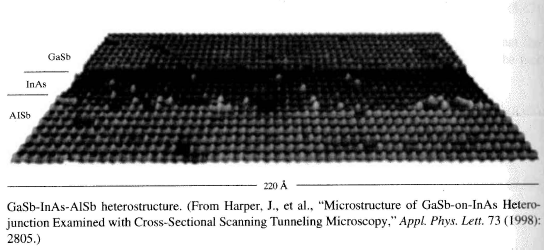 GaSb
InAs
AlSb
220 Å
GaSb-InAs-AlSb heterostructure. (From Harper, J., et al., “Microstructure of GaSb-on-InAs Hetero-
junction Examined with Cross-Sectional Scanning Tunneling Microscopy,” Appl. Phys. Lett. 73 (1998):
2805.)